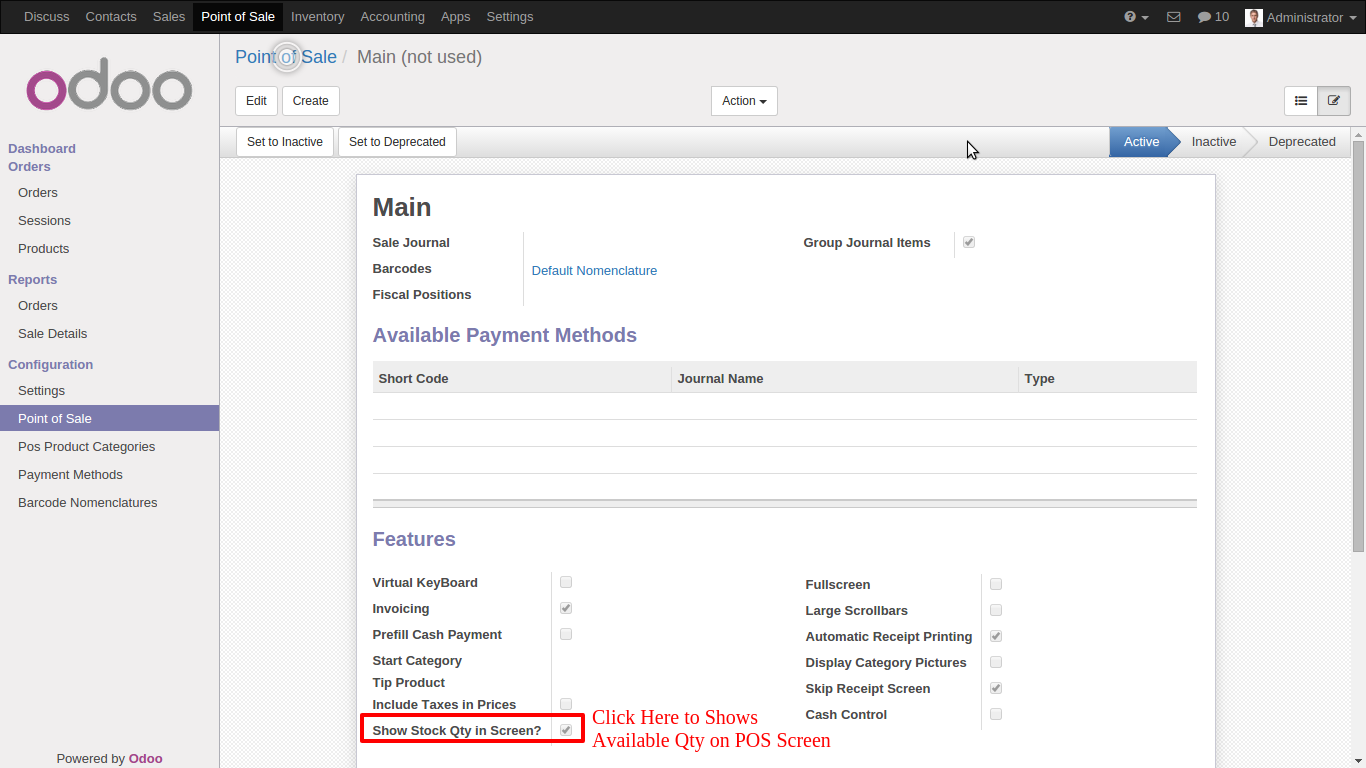 Discuss Contacts Sales Point of Sale Inventory Accounting Apps Settings 10 Administrator
odoo
Point of Sale / Main (not used)
Edit Create Action
Set to Inactive Set to Deprecated Active Inactive Deprecated
Dashboard
Orders
Orders
Sessions
Products
Reports
Orders
Sale Details
Configuration
Settings
Point of Sale
Pos Product Categories
Payment Methods
Barcode Nomenclatures
Powered by Odoo
Main
Sale Journal
Barcodes Default Nomenclature
Fiscal Positions
Group Journal Items
Available Payment Methods
Short Code Journal Name Type
Features
Virtual KeyBoard
Invoicing
Prefill Cash Payment
Start Category
Tip Product
Include Taxes in Prices
Show Stock Qty in Screen?
Click Here to Shows
Available Qty on POS Screen
Fullscreen
Large Scrollbars
Automatic Receipt Printing
Display Category Pictures
Skip Receipt Screen
Cash Control